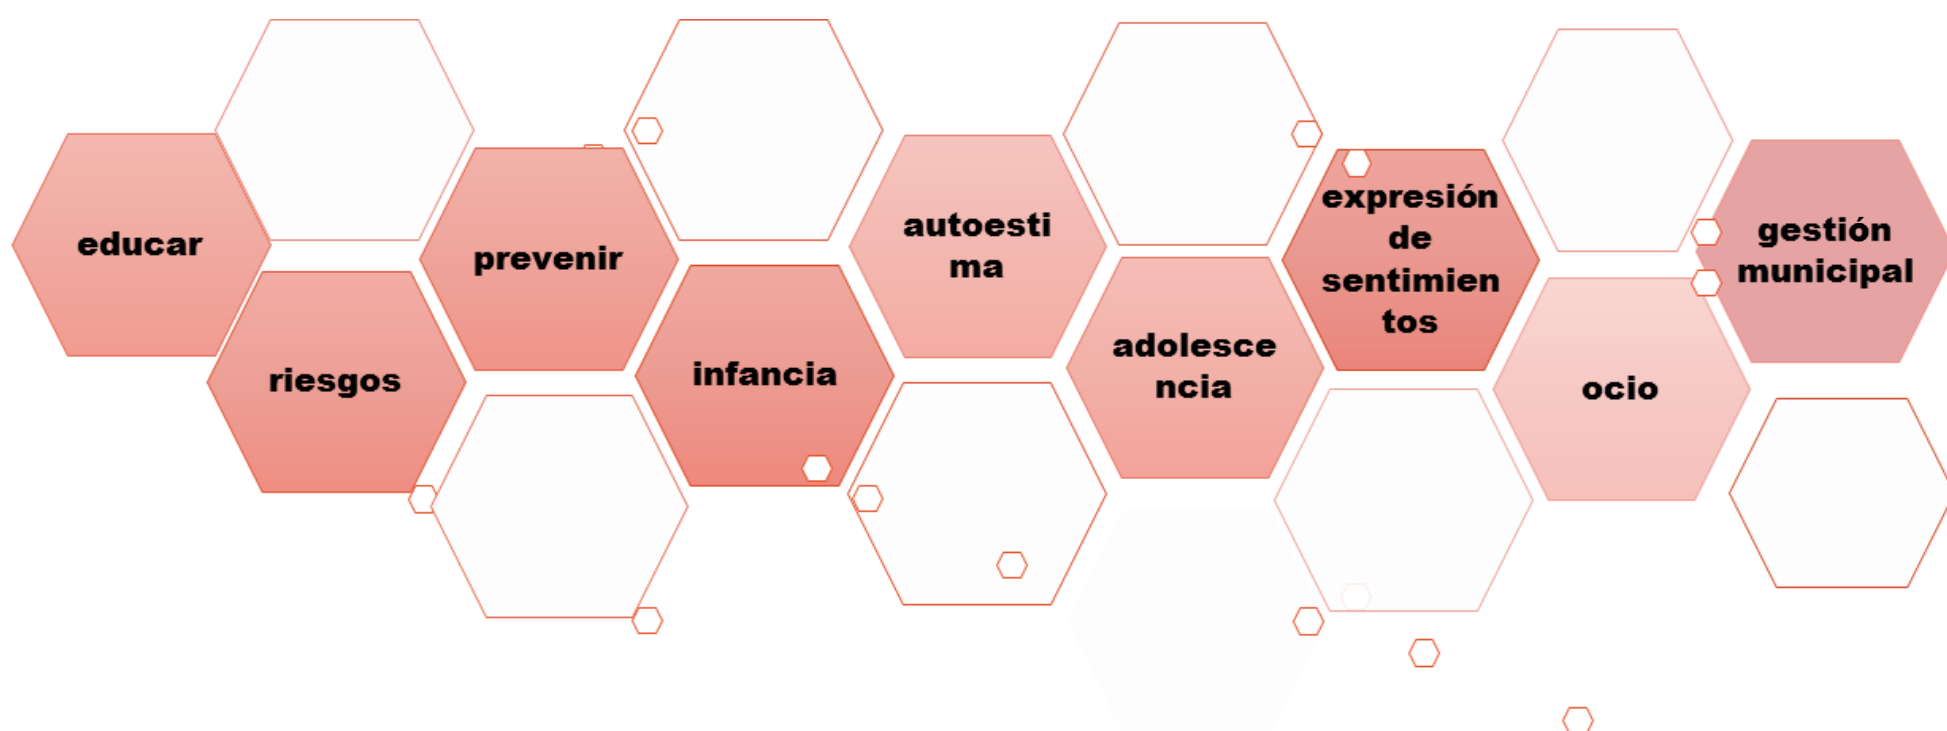 educar
riesgos
prevenir
infancia
autoesti
ma
adolesce
ncia
expresión
de
sentimien
tos
ocio
gestión
municipal